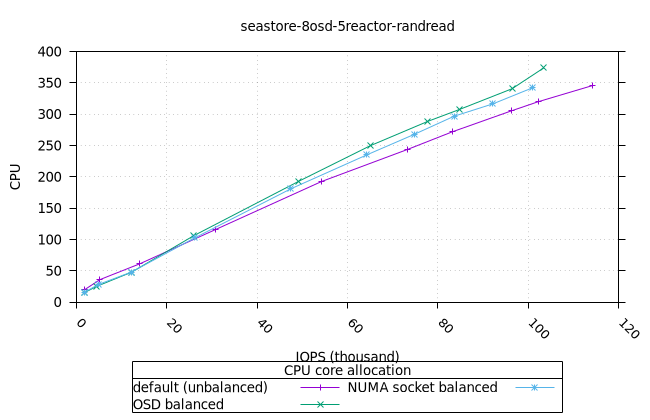 seastore-8osd-5reactor-randread
400
350
300
250
200
150
100
50
0
CPU
0 20 40 60 80 100 120
IOPS (thousand)
CPU core allocation
default (unbalanced) NUMA socket balanced
OSD balanced